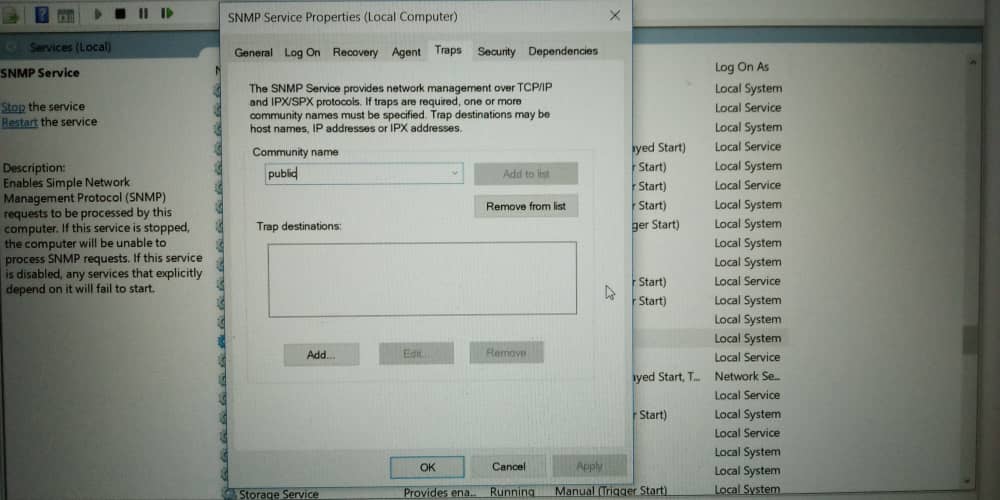 SNMP Service Properties (Local Computer)
Services (Local)
General Log On Recovery Agent Traps Security Dependencies
SNMP Service
Stop the service
Restart the service
Description:
Enables Simple Network
Management Protocol (SNMP)
requests to be processed by this
computer. If this service is stopped,
the computer will be unable to
process SNMP requests. If this service
is disabled, any services that explicitly
depend on it will fail to start.
The SNMP Service provides network management over TCP/IP
and IPX/SPX protocols. If traps are required, one or more
community names must be specified. Trap destinations may be
host names, IP addresses or IPX addresses.
Community name
public
Add to list
Remove from list
Trap destinations:
Add...
Edit...
Remove
OK
Cancel
Apply
Log On As
Local System
Local Service
Local System
ayed Start) Local Service
r Start) Local System
r Start) Local Service
r Start) Local System
ger Start) Local System
Local System
Local System
r Start) Local Service
r Start) Local System
Local System
Local System
Local Service
ayed Start, T... Network Se...
Local Service
r Start) Local System
Local Service
Local System
Local System
Storage Service Provides ena... Running Manual (Trigger Start) Local System